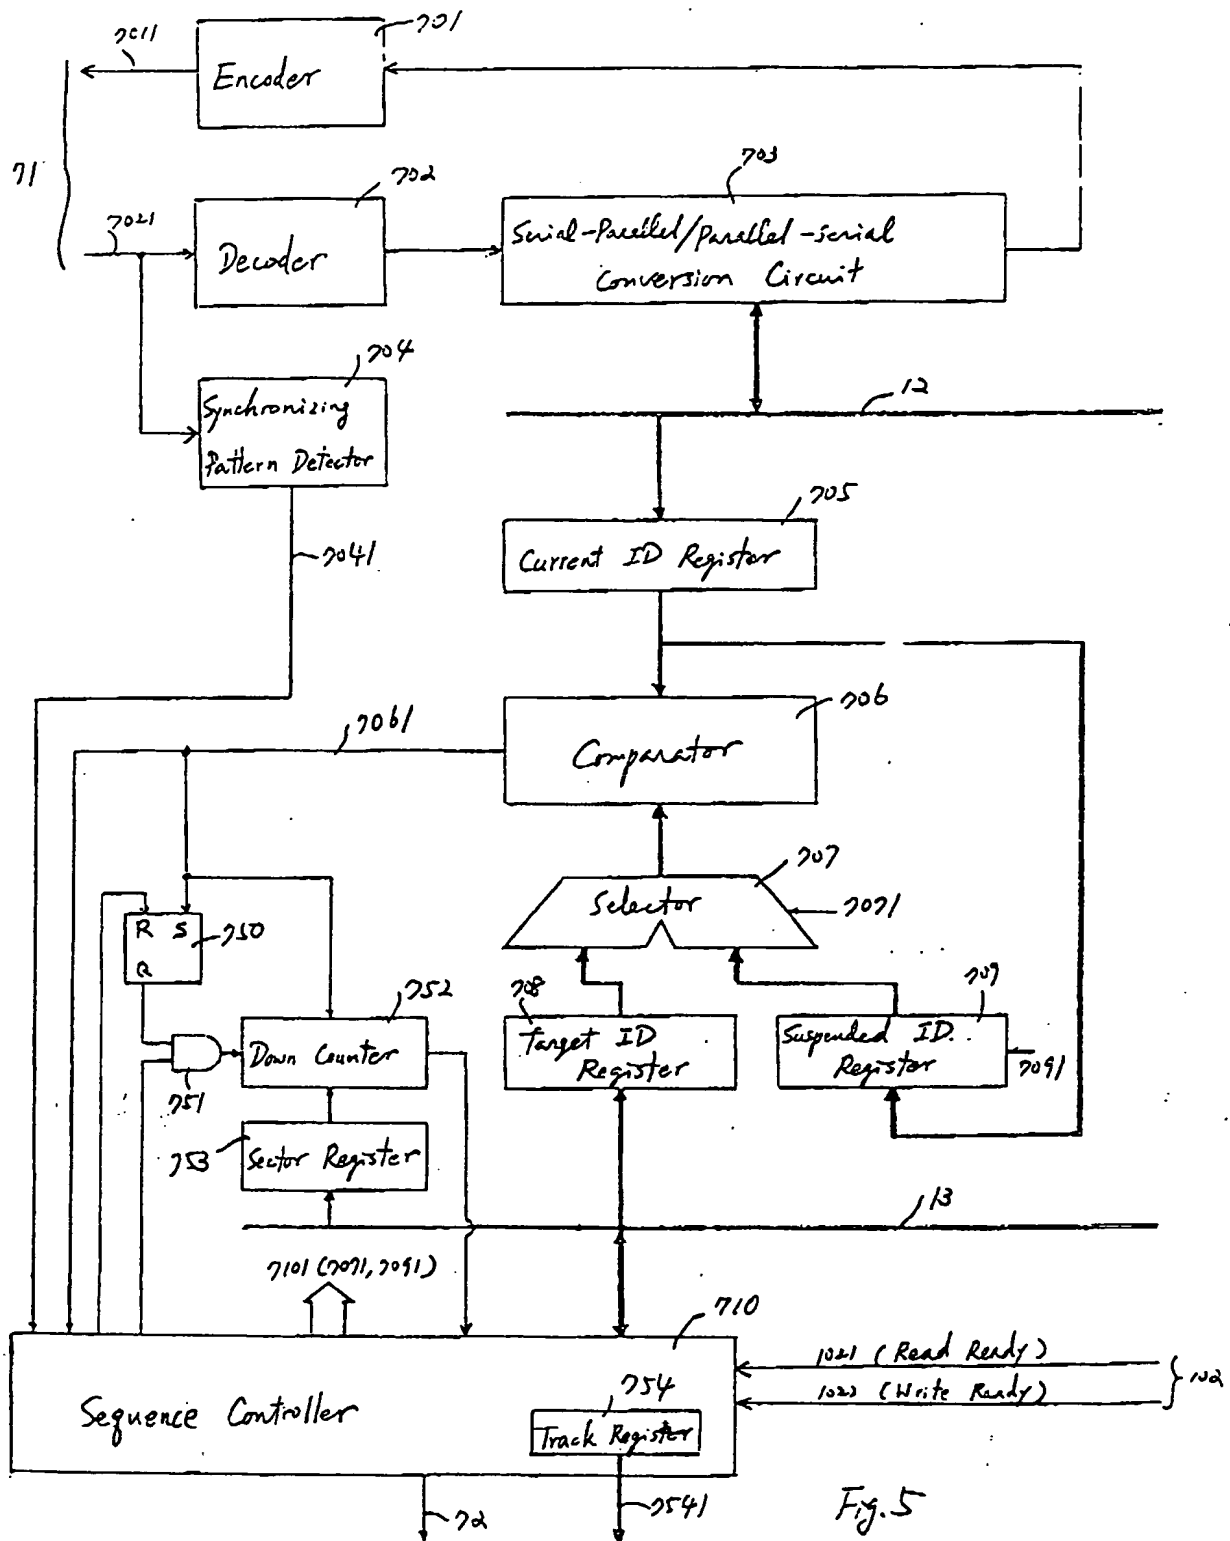 7011
701
Encoder
71
7021
702
Decoder
703
Serial-Parallel/Parallel-serial
Conversion Circuit
704
Synchronizing
Pattern Detector
12
7041
705
Current ID Register
7061
706
Comparator
707
Selector
7071
R S
Q
750
752
Down Counter
751
708
Target ID
Register
709
Suspended ID
Register
7091
753
Sector Register
13
7101 (7071, 7091)
710
Sequence Controller
754
Track Register
1021 (Read Ready)
1022 (Write Ready)
102
72
7541
Fig. 5